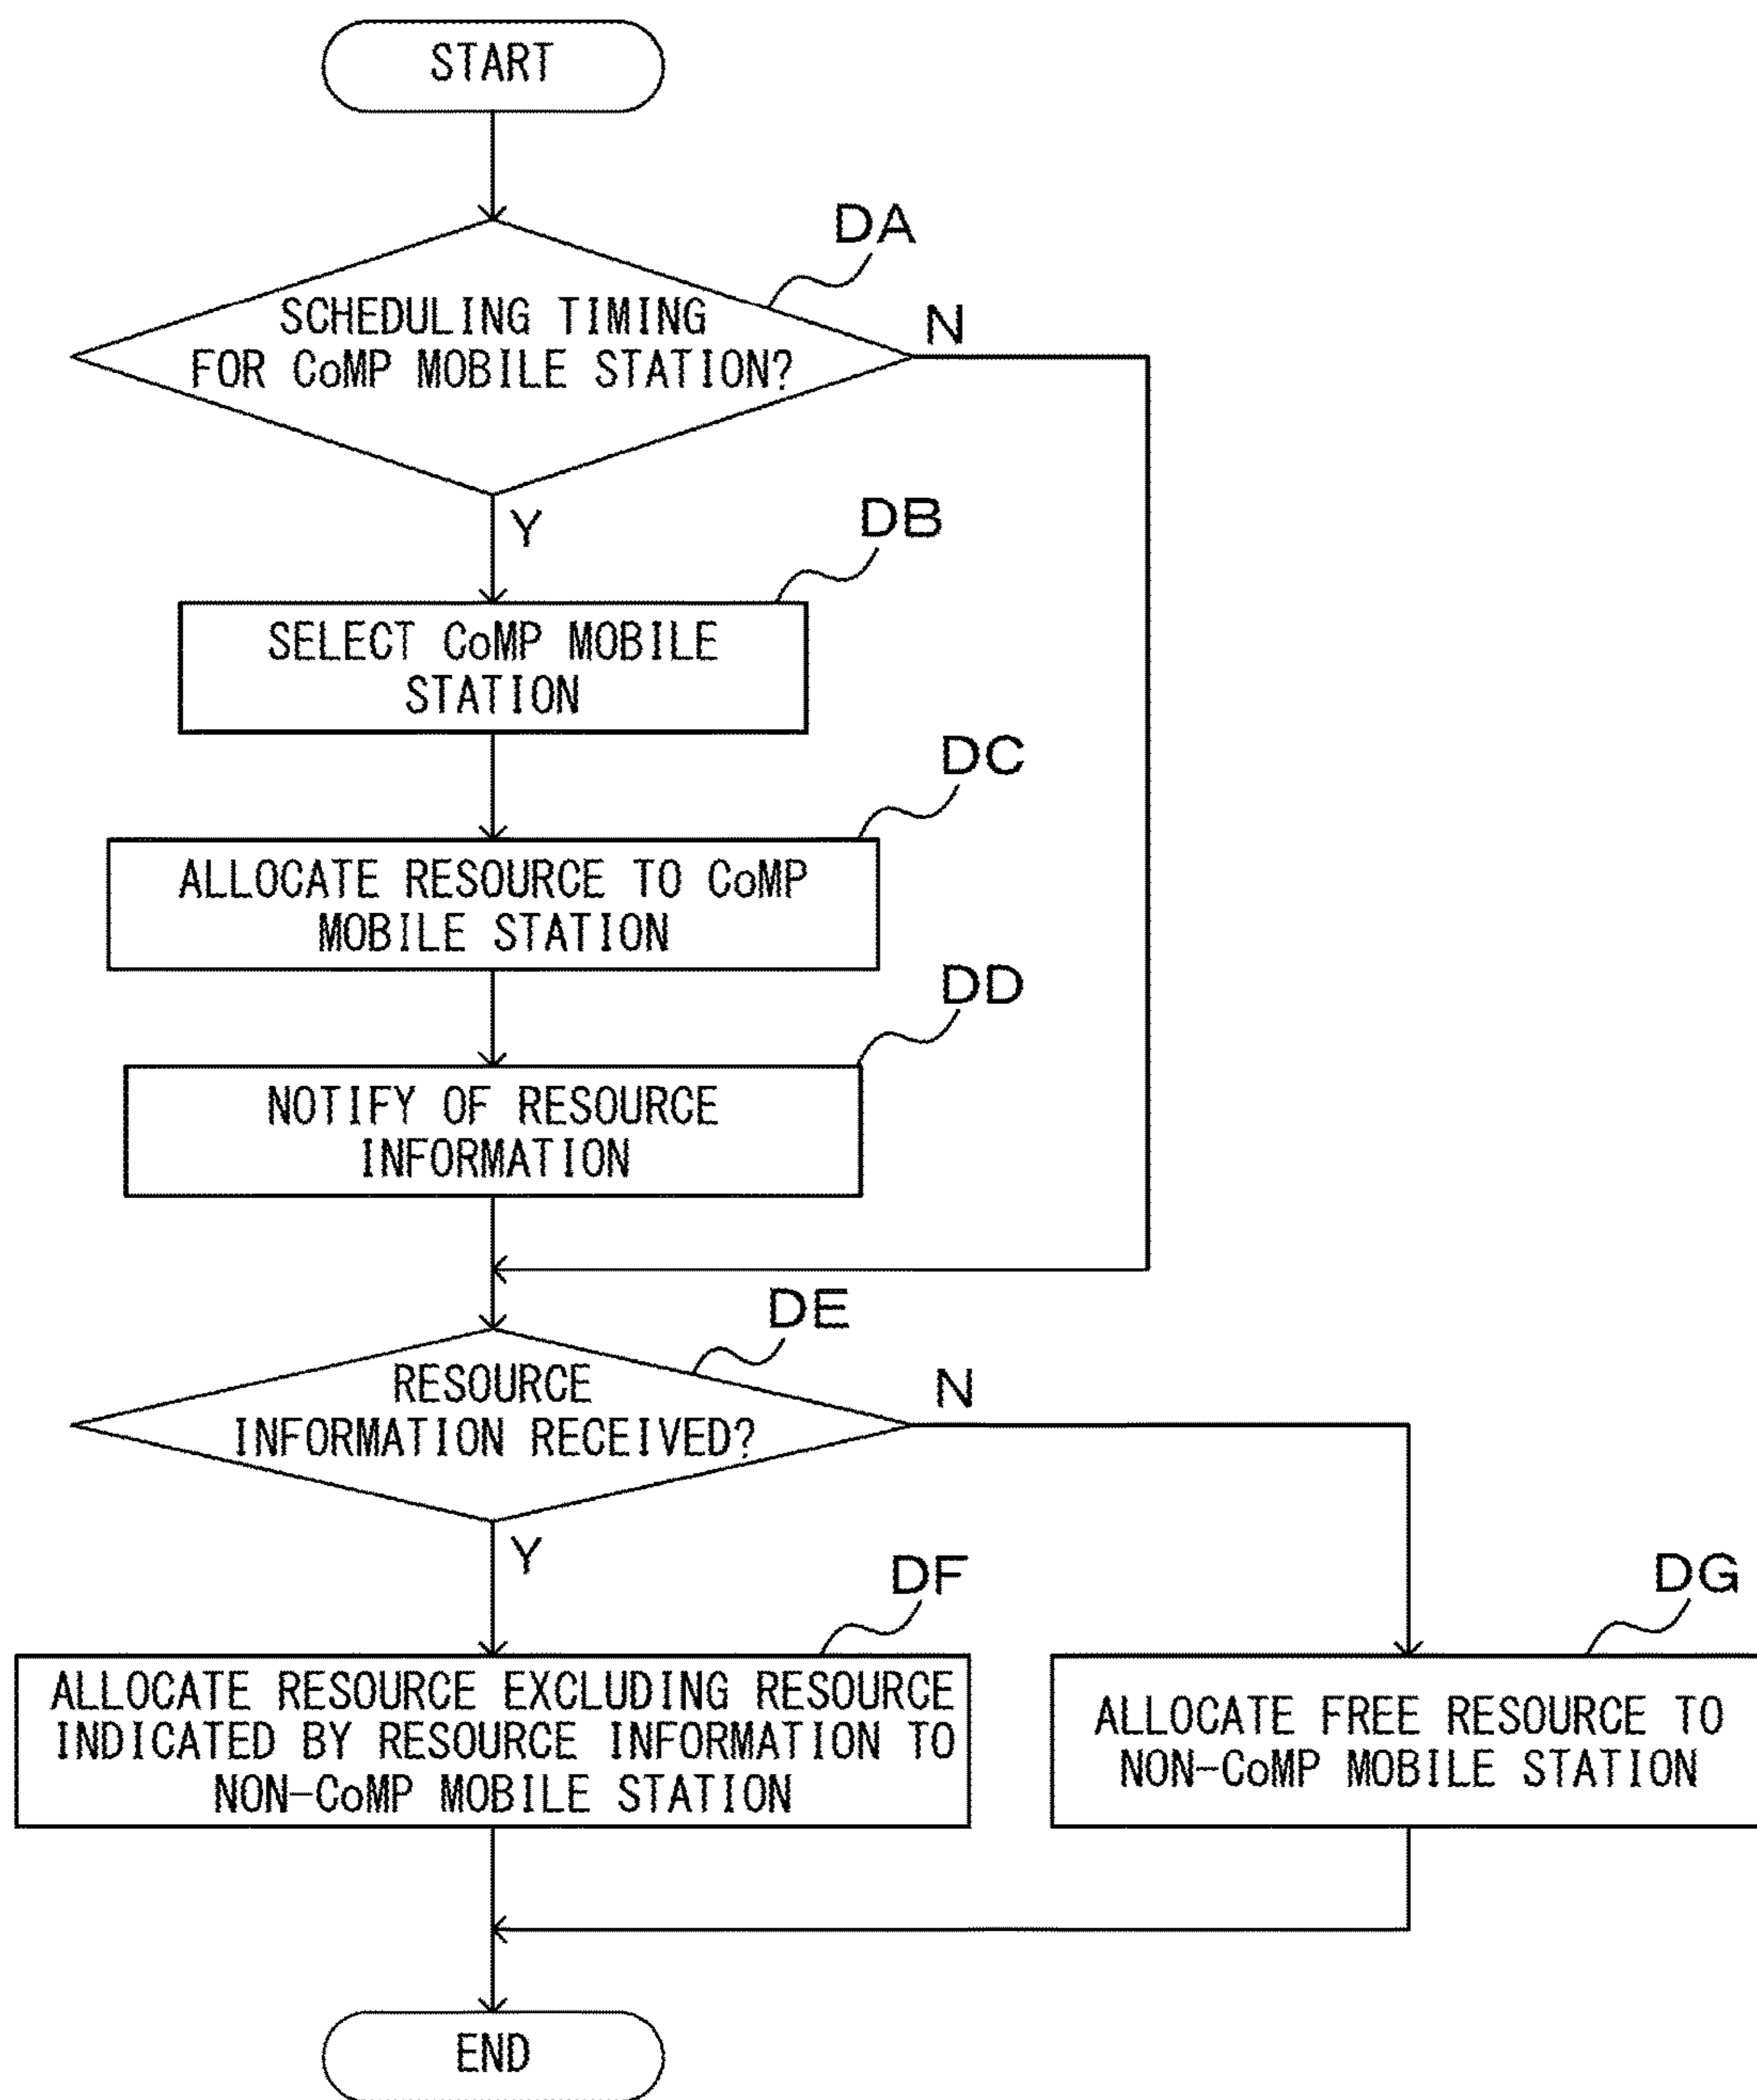 START
DA
SCHEDULING TIMING
FOR CoMP MOBILE STATION?
N
Y
DB
SELECT CoMP MOBILE
STATION
DC
ALLOCATE RESOURCE TO CoMP
MOBILE STATION
DD
NOTIFY OF RESOURCE
INFORMATION
DE
RESOURCE
INFORMATION RECEIVED?
N
Y
DF
ALLOCATE RESOURCE EXCLUDING RESOURCE
INDICATED BY RESOURCE INFORMATION TO
NON-CoMP MOBILE STATION
DG
ALLOCATE FREE RESOURCE TO
NON-CoMP MOBILE STATION
END